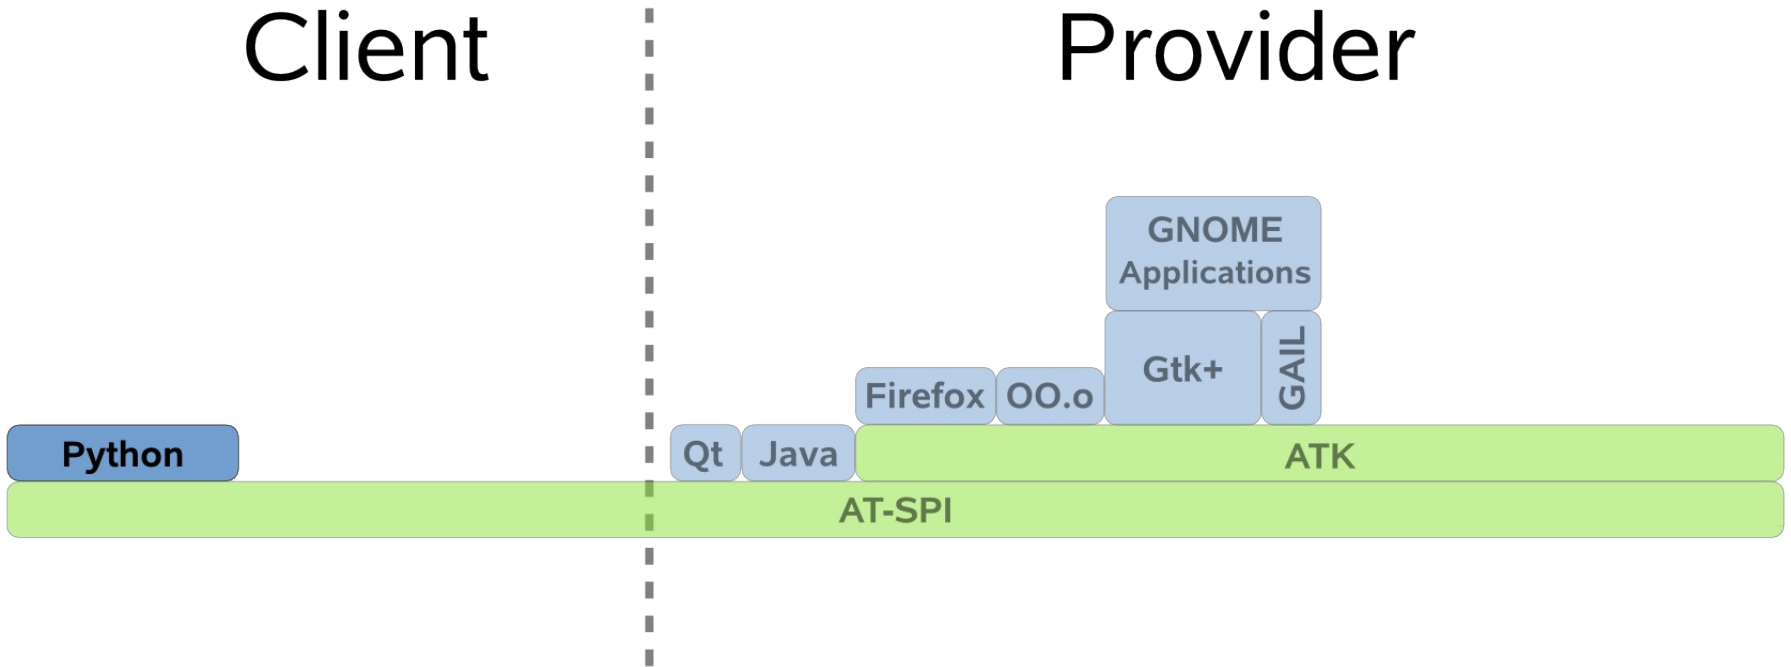 Client
Provider
GNOME
Applications
Gtk+
GAIL
Firefox
OO.o
Python
Qt
Java
ATK
AT-SPI